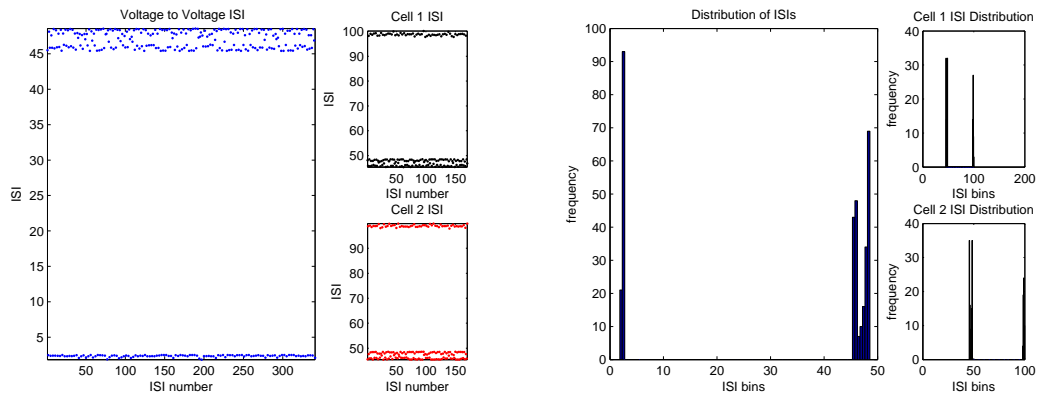 Voltage to Voltage ISI
45
40
35
30
25
20
15
10
5
50 100 150 200 250 300
ISI number
ISI
Cell 1 ISI
100
90
80
70
60
50
50 100 150
ISI number
ISI
Cell 2 ISI
90
80
70
60
50
50 100 150
ISI number
ISI
Distribution of ISIs
100
90
80
70
60
50
40
30
20
10
0
0 10 20 30 40 50
ISI bins
frequency
Cell 1 ISI Distribution
40
30
20
10
0
0 100 200
ISI bins
frequency
Cell 2 ISI Distribution
40
30
20
10
0
0 50 100
ISI bins
frequency